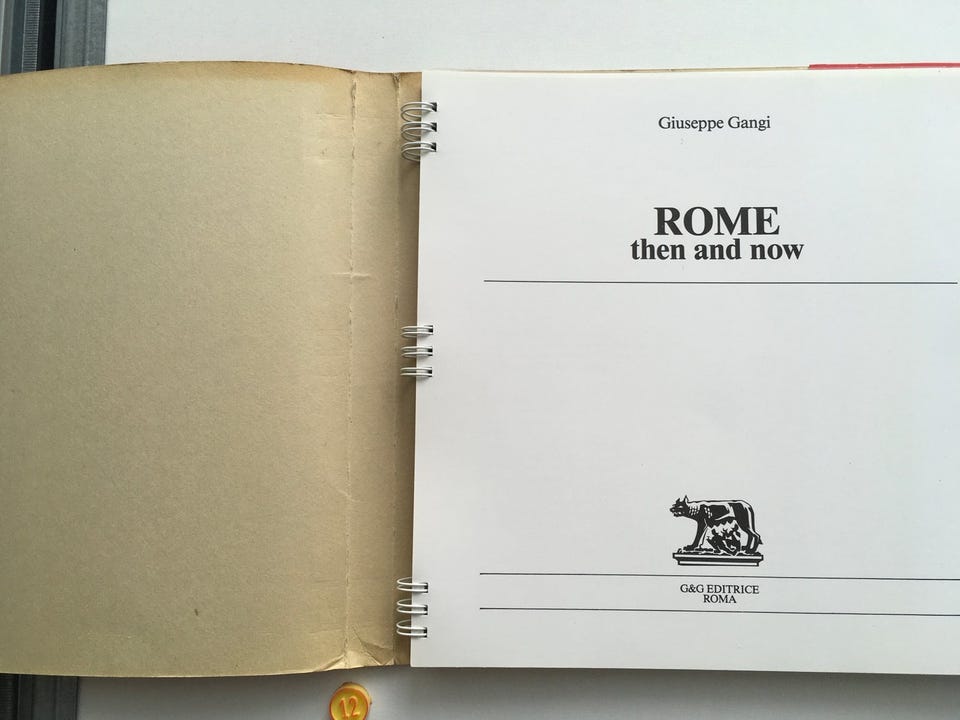 Giuseppe Gangi
ROME
then and now
G&G EDITRICE
ROMA
12